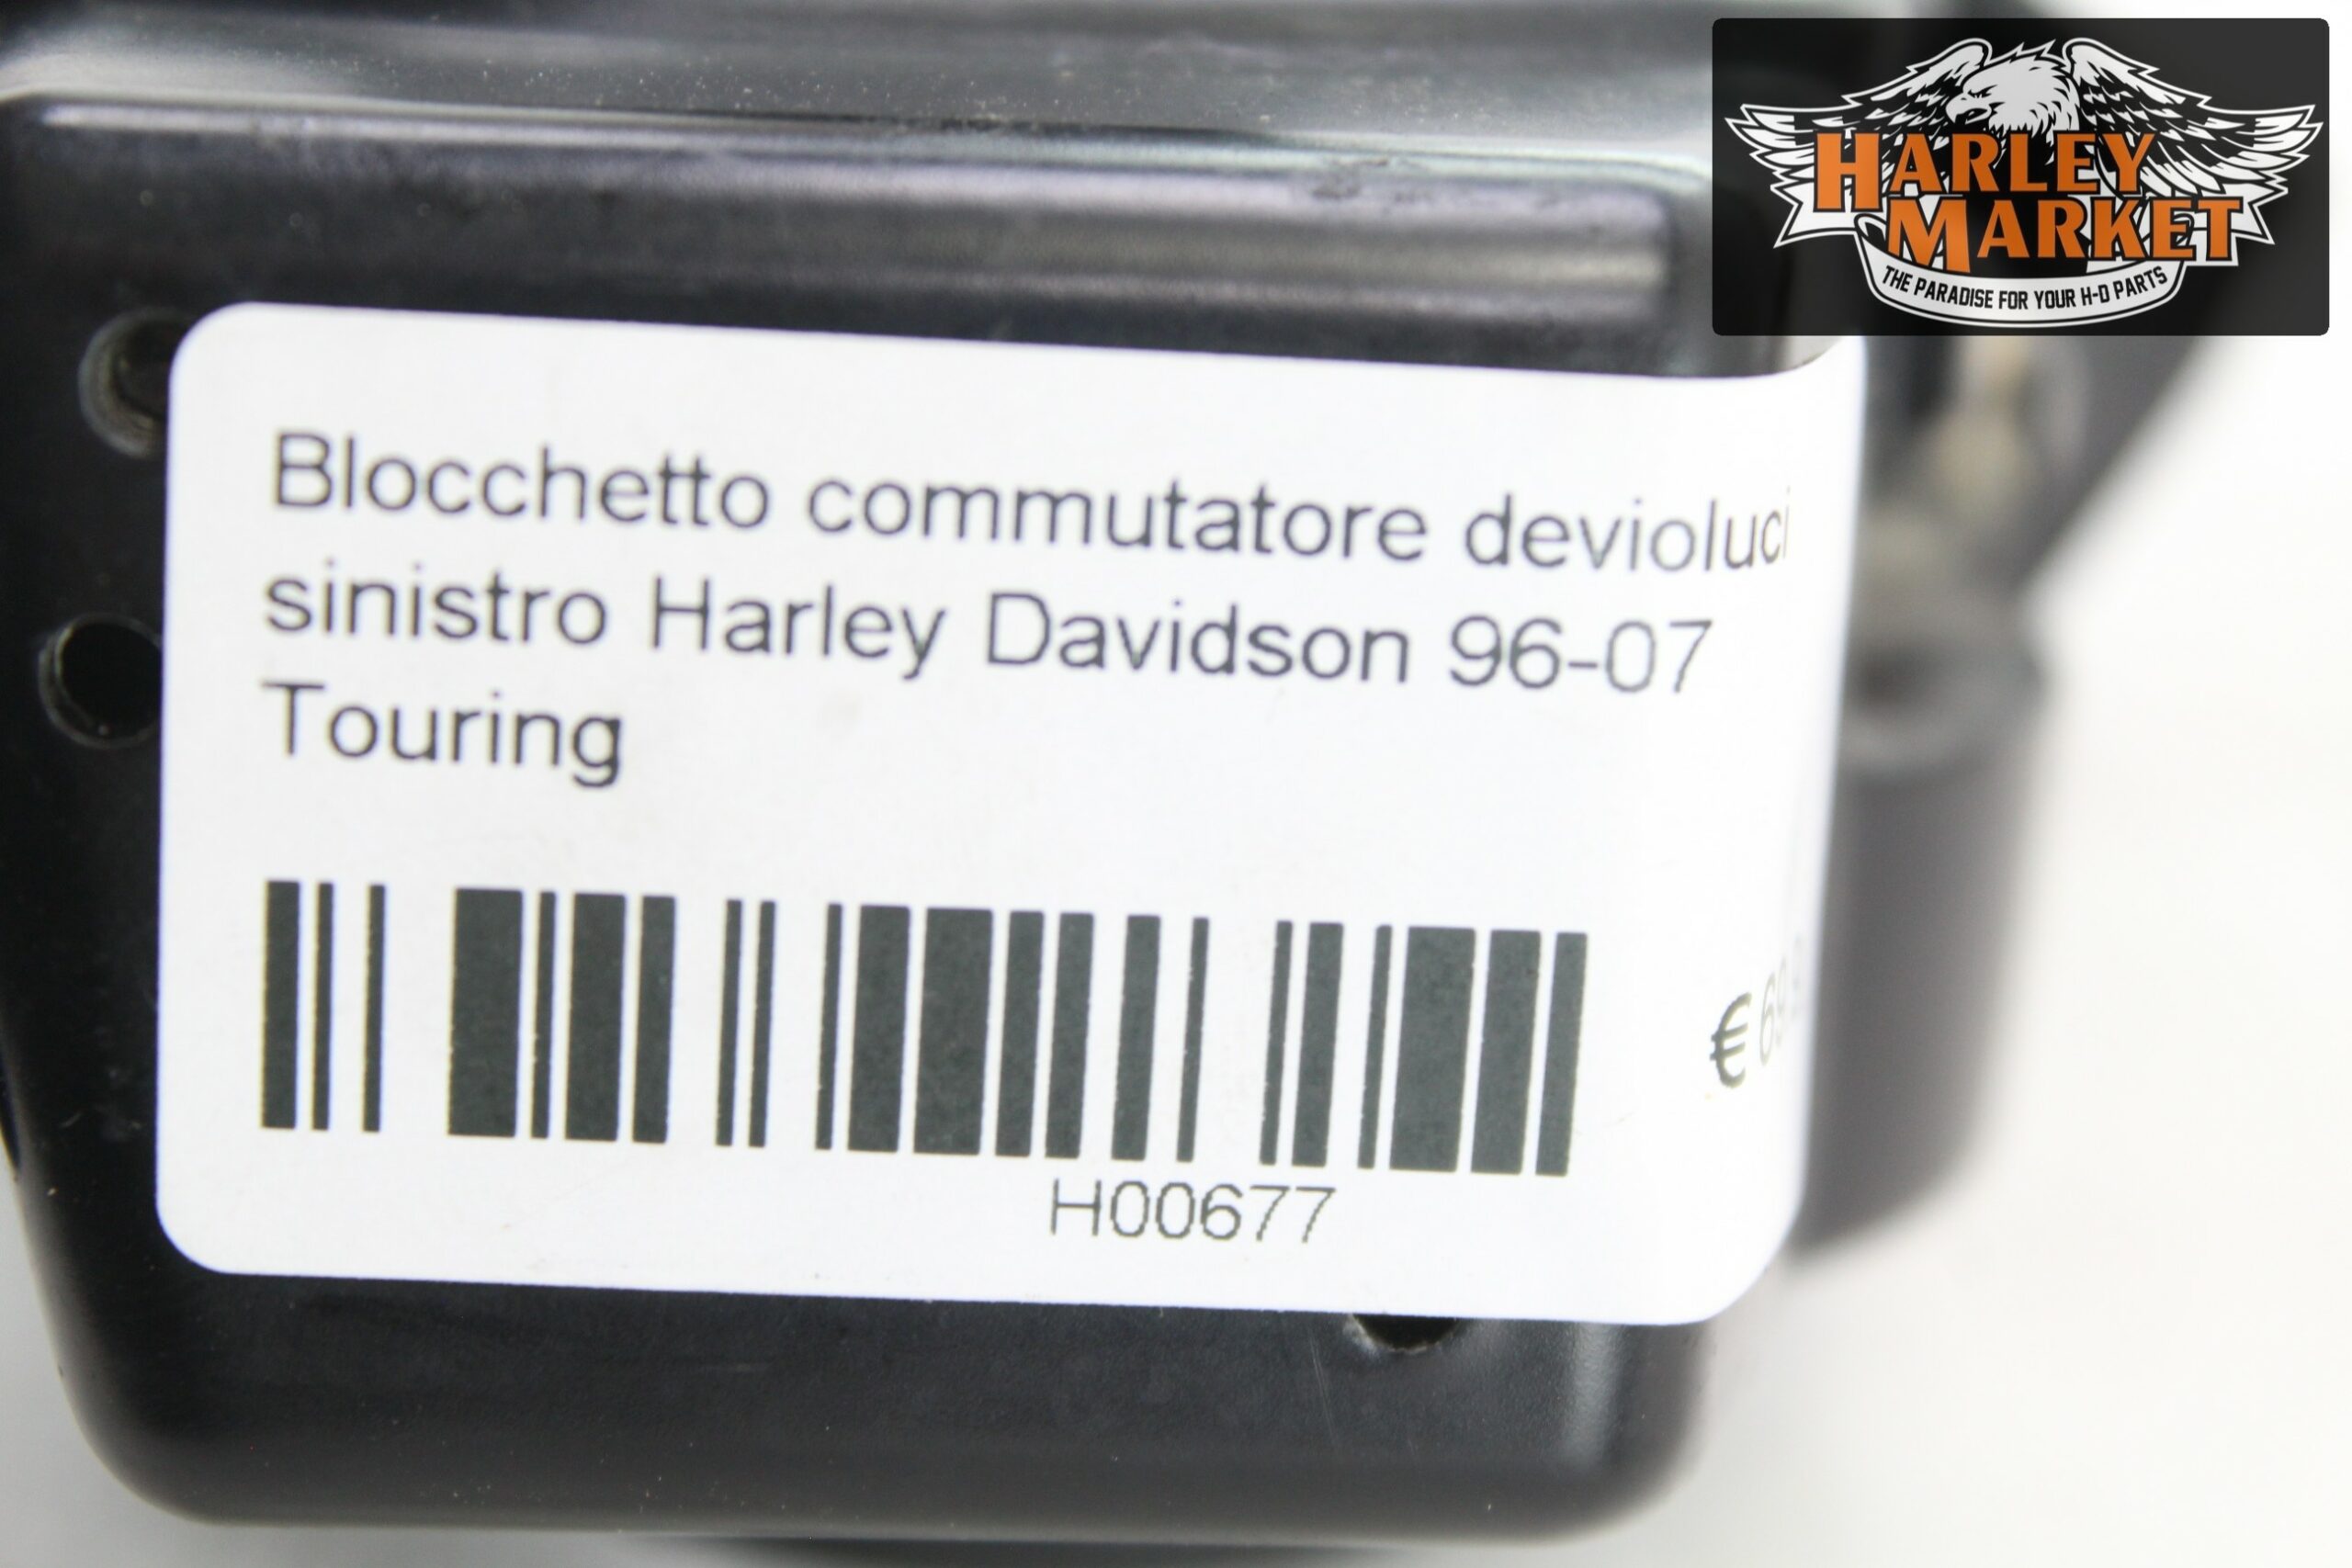 HARLEY
MARKET
THE PARADISE FOR YOUR H-D PARTS
Blocchetto commutatore devioluci
sinistro Harley Davidson 96-07
Touring
€
H00677